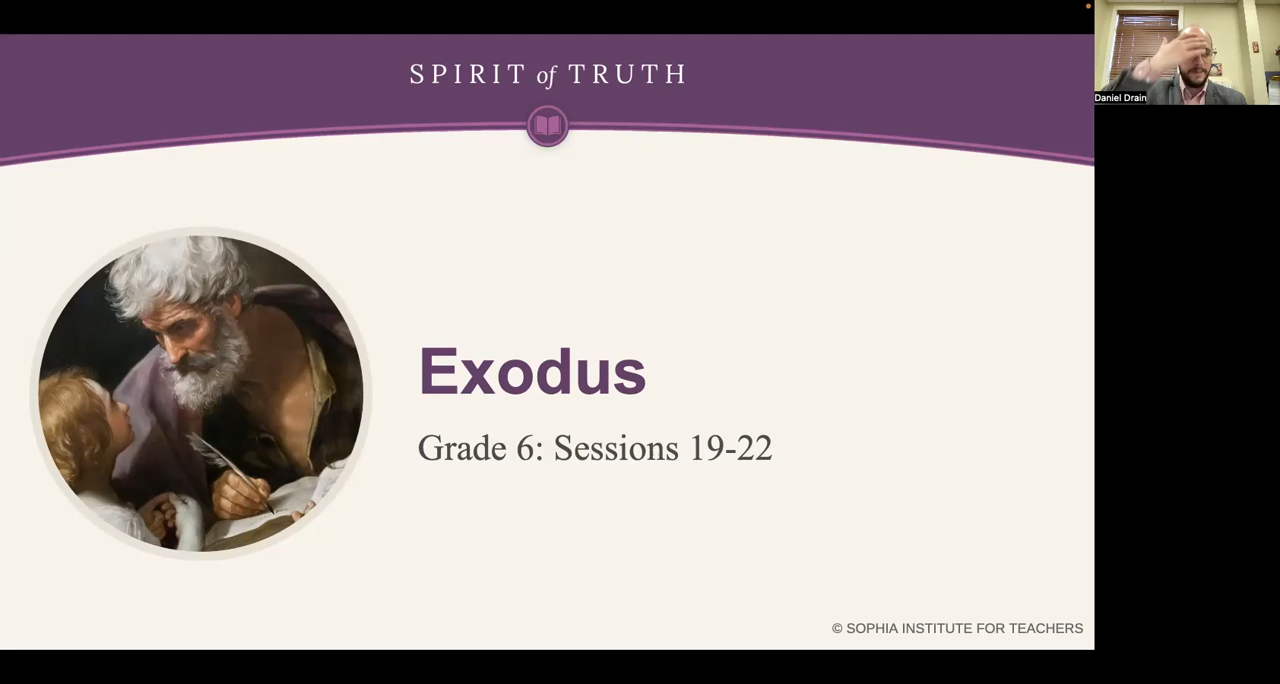 SPIRIT of TRUTH
Daniel Drain
Exodus
Grade 6: Sessions 19-22
© SOPHIA INSTITUTE FOR TEACHERS